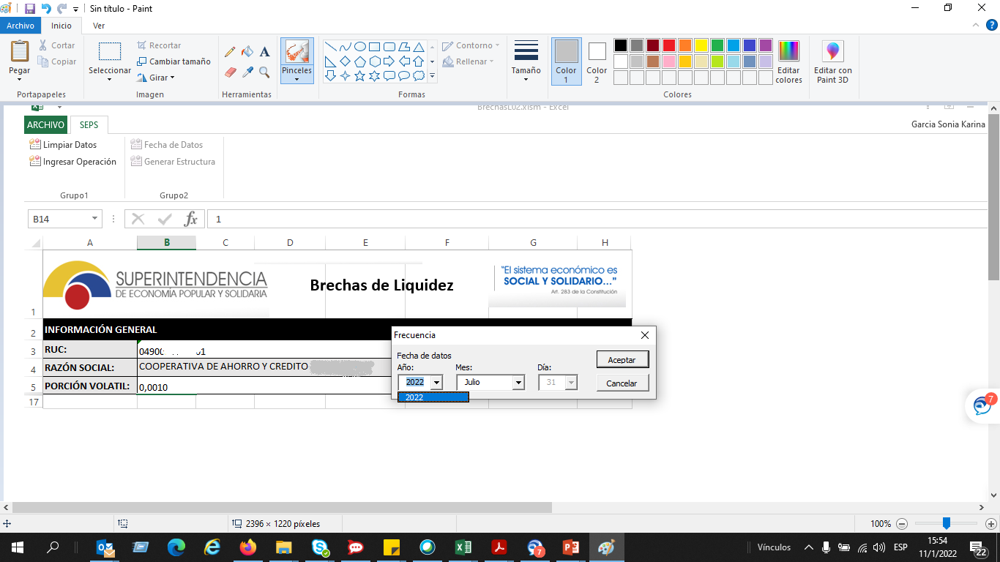 Sin título - Paint
Archivo Inicio Ver
Pegar
Cortar
Copiar
Portapapeles
Seleccionar
Recortar
Cambiar tamaño
Girar
Imagen
A
Herramientas
Pinceles
Contorno
Rellenar
Formas
Tamaño
Color 1
Color 2
Colores
Editar colores
Editar con Paint 3D
BrechasL02.xlsm - Excel
ARCHIVO SEPS
Garcia Sonia Karina
Limpiar Datos
Ingresar Operación
Grupo1
Fecha de Datos
Generar Estructura
Grupo2
B14 fx 1
A B C D E F G H
1
SUPERINTENDENCIA
DE ECONOMÍA POPULAR Y SOLIDARIA
Brechas de Liquidez
"El sistema económico es
SOCIAL Y SOLIDARIO..."
Art. 283 de la Constitución
2 INFORMACIÓN GENERAL
3 RUC: 0490
4 RAZÓN SOCIAL: COOPERATIVA DE AHORRO Y CREDITO
5 PORCIÓN VOLATIL: 0,0010
17
Frecuencia
Fecha de datos
Año: Mes: Día:
2022 Julio 31
2022
Aceptar
Cancelar
7
2396 × 1220 píxeles
100%
7
Vínculos
ESP
15:54
11/1/2022
22